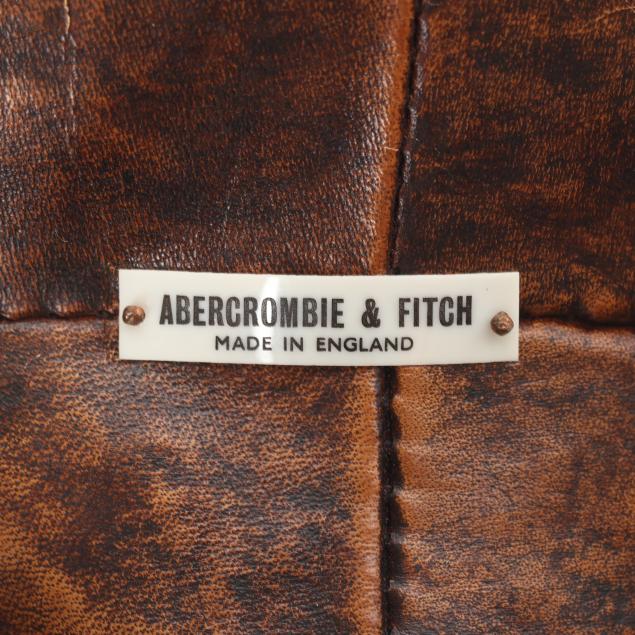 ABERCROMBIE & FITCH
MADE IN ENGLAND